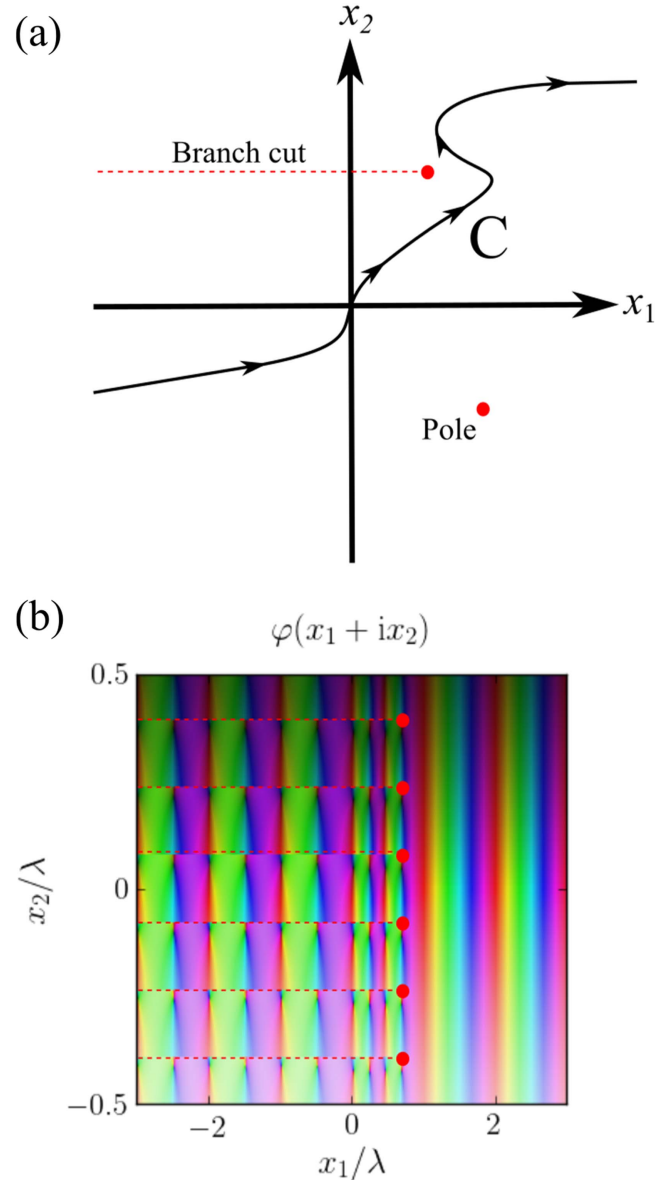 (a)
x₂
Branch cut
C
x₁
Pole
(b)
φ(x₁ + ix₂)
0.5
0
−0.5
x₂/λ
−2
0
2
x₁/λ